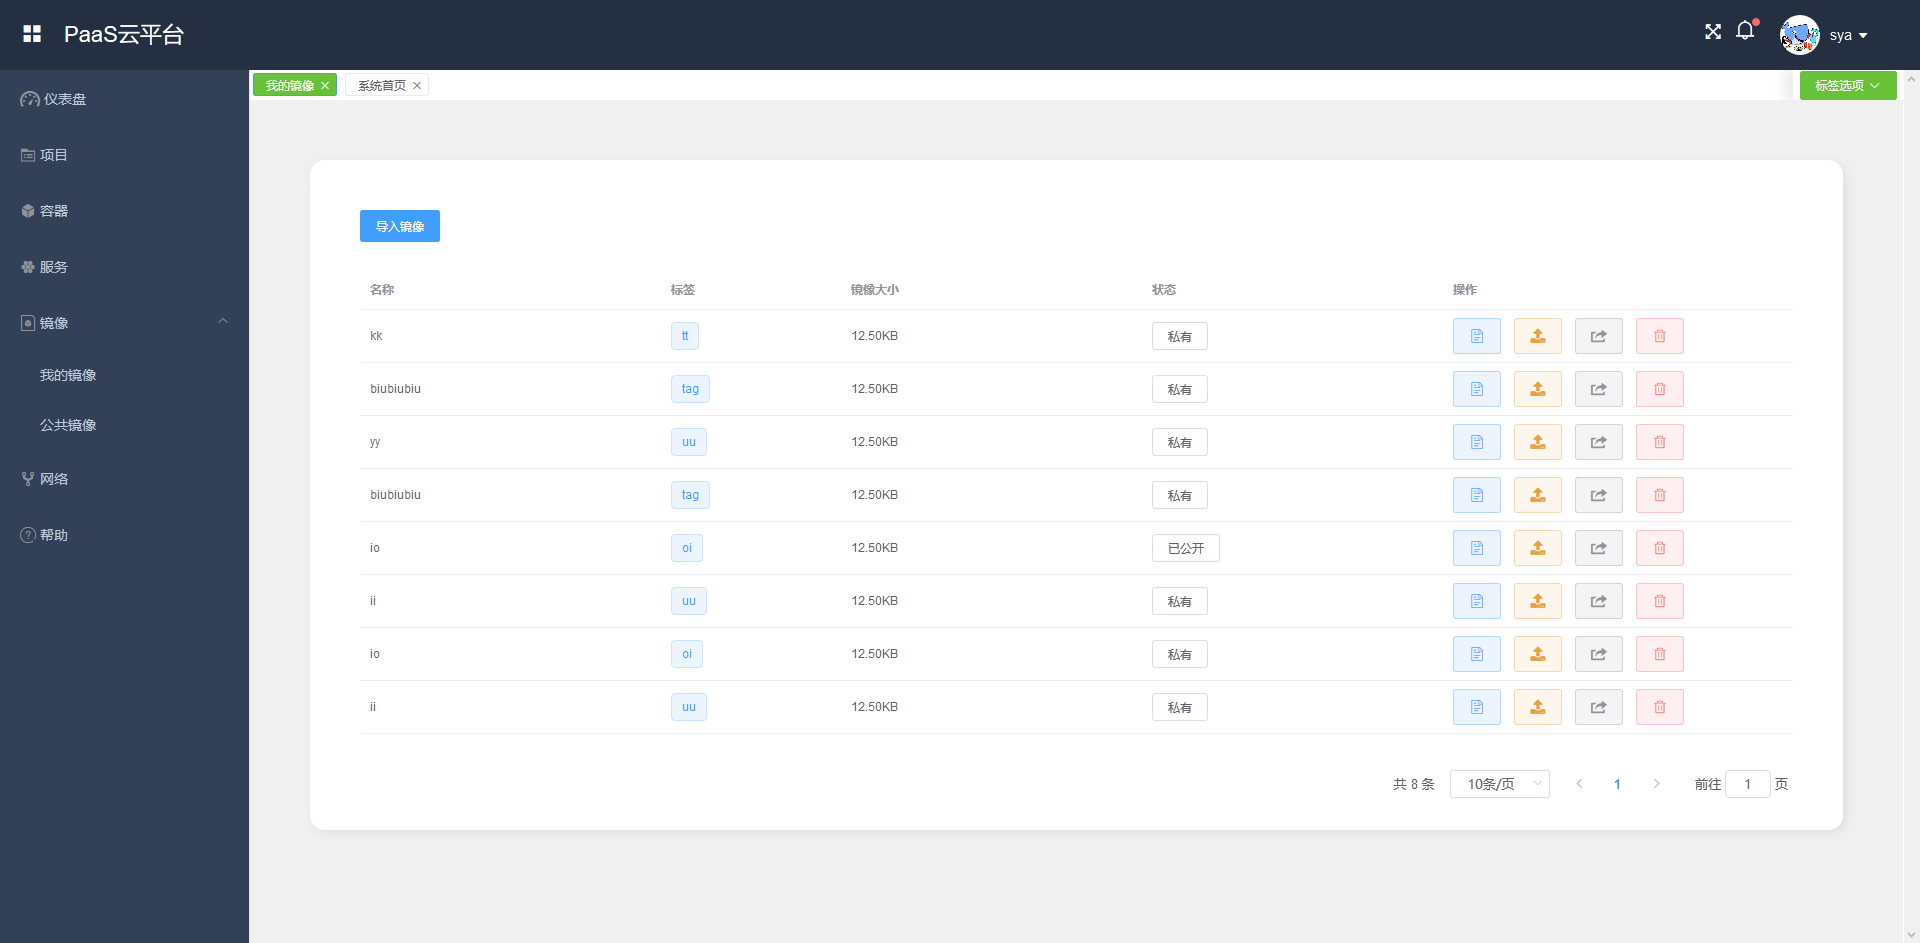 PaaS云平台
sya
仪表盘
项目
容器
服务
镜像
我的镜像
公共镜像
网络
帮助
我的镜像
系统首页
标签选项
导入镜像
名称 标签 镜像大小 状态 操作
kk tt 12.50KB 私有
biubiubiu tag 12.50KB 私有
yy uu 12.50KB 私有
biubiubiu tag 12.50KB 私有
io oi 12.50KB 已公开
ii uu 12.50KB 私有
io oi 12.50KB 私有
ii uu 12.50KB 私有
共 8 条 10条/页 1 前往 1 页